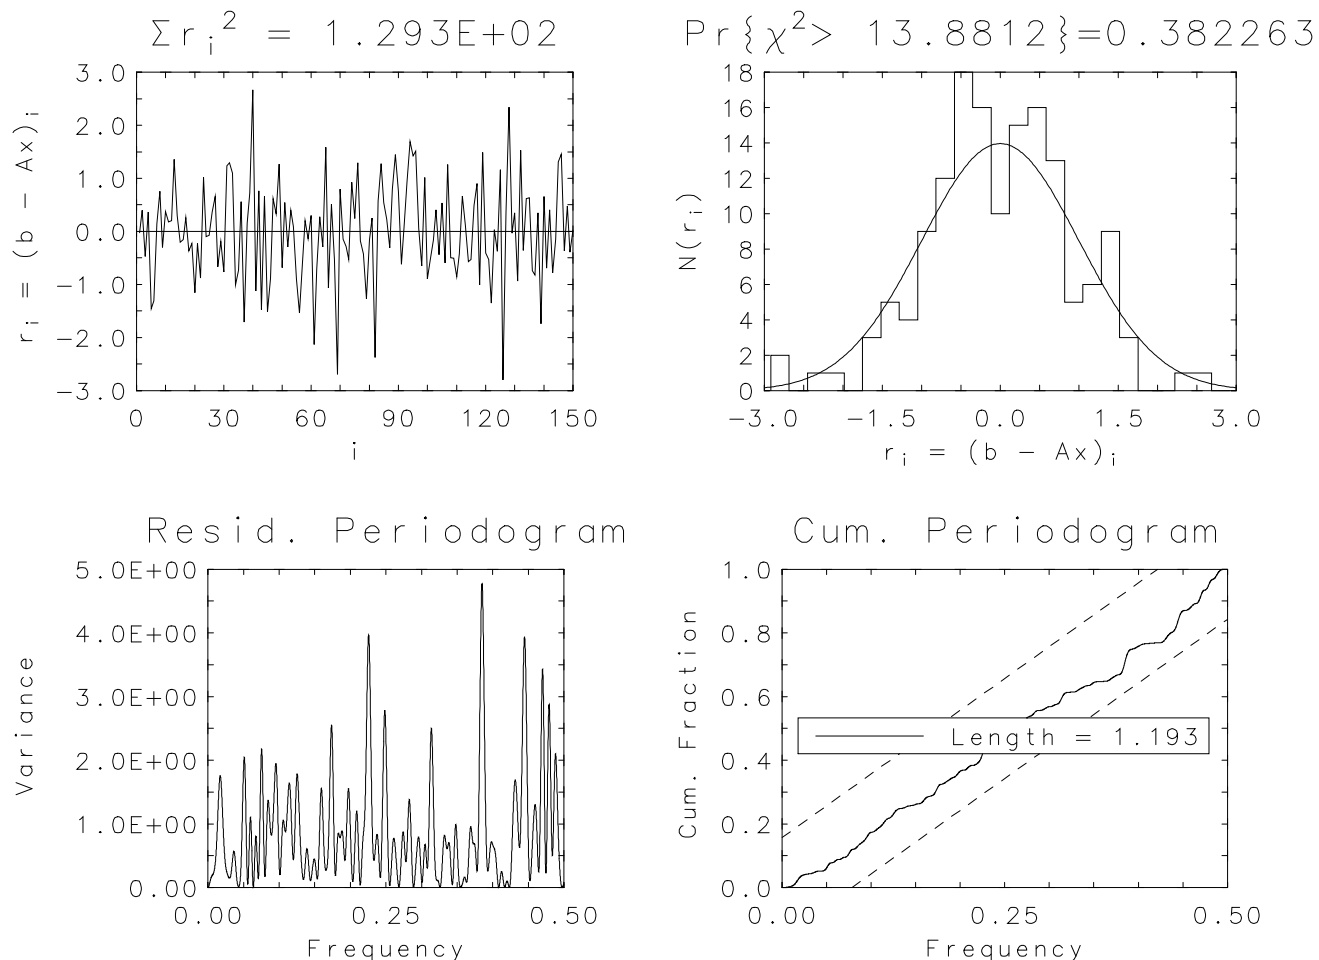 Σr_i² = 1.293E+02
3.0
2.0
1.0
0.0
−1.0
−2.0
−3.0
r_i = (b − Ax)_i
0 30 60 90 120 150
i
Pr{χ²> 13.8812}=0.382263
18
16
14
12
10
8
6
4
2
0
N(r_i)
−3.0 −1.5 0.0 1.5 3.0
r_i = (b − Ax)_i
Resid. Periodogram
5.0E+00
4.0E+00
3.0E+00
2.0E+00
1.0E+00
0.00
Variance
0.00 0.25 0.50
Frequency
Cum. Periodogram
1.0
0.8
0.6
0.4
0.2
0.0
Cum. Fraction
Length = 1.193
0.00 0.25 0.50
Frequency